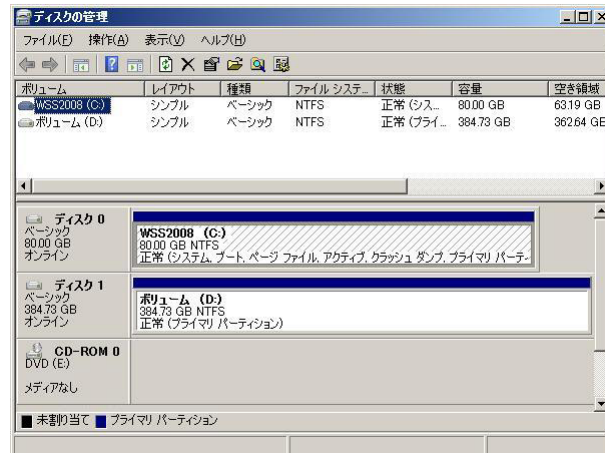 ディスクの管理
ファイル(F) 操作(A) 表示(V) ヘルプ(H)
ボリューム レイアウト 種類 ファイル システ... 状態 容量 空き領域
WSS2008 (C:) シンプル ベーシック NTFS 正常 (シス... 80.00 GB 63.19 GB
ボリューム (D:) シンプル ベーシック NTFS 正常 (プライ... 384.73 GB 362.64 GB
ディスク 0
ベーシック
80.00 GB
オンライン
WSS2008 (C:)
80.00 GB NTFS
正常 (システム, ブート, ページ ファイル, アクティブ, クラッシュ ダンプ, プライマリ パーテ
ディスク 1
ベーシック
384.73 GB
オンライン
ボリューム (D:)
384.73 GB NTFS
正常 (プライマリ パーティション)
CD-ROM 0
DVD (E:)
メディアなし
未割り当て プライマリ パーティション